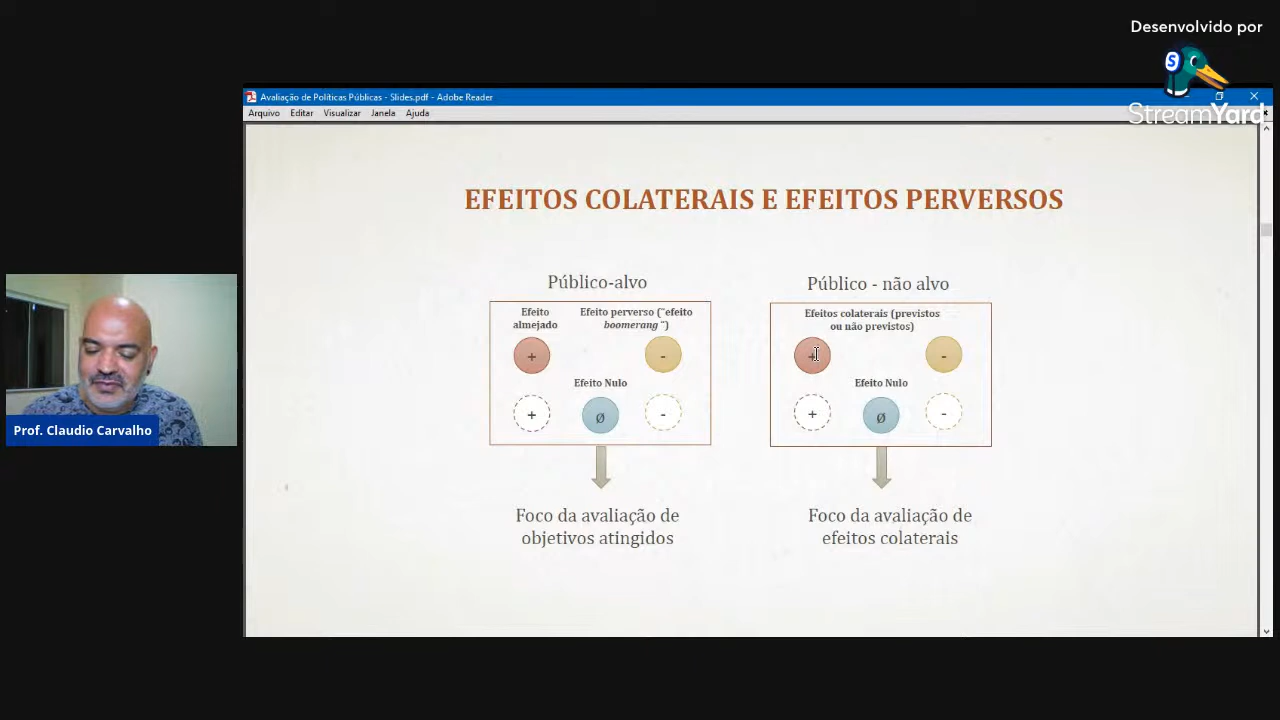 Desenvolvido por
StreamYard
Avaliação de Políticas Públicas - Slides.pdf - Adobe Reader
Arquivo Editar Visualizar Janela Ajuda
EFEITOS COLATERAIS E EFEITOS PERVERSOS
Público-alvo
Efeito
almejado
Efeito perverso ("efeito
boomerang")
+
-
Efeito Nulo
+
Ø
-
Foco da avaliação de
objetivos atingidos
Público - não alvo
Efeitos colaterais (previstos
ou não previstos)
+
-
Efeito Nulo
+
Ø
-
Foco da avaliação de
efeitos colaterais
Prof. Claudio Carvalho